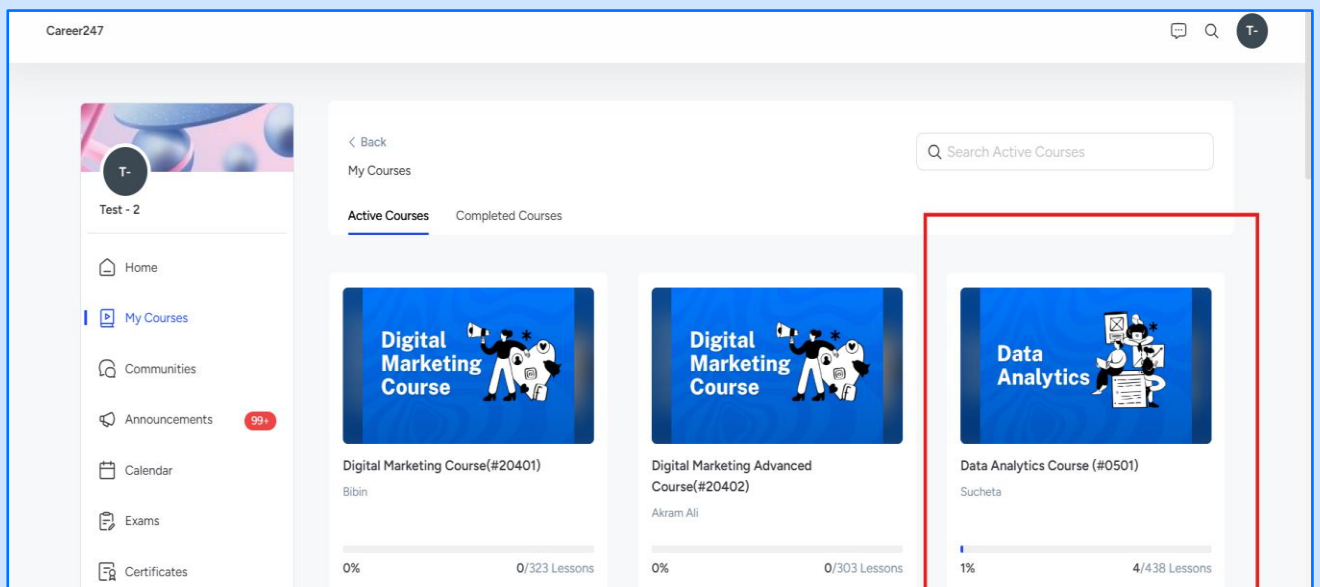 Career247
T-
T-
Test - 2
Home
My Courses
Communities
Announcements 99+
Calendar
Exams
Certificates
< Back
My Courses
Search Active Courses
Active Courses Completed Courses
Digital
Marketing
Course
Digital Marketing Course(#20401)
Bibin
0% 0/323 Lessons
Digital
Marketing
Course
Digital Marketing Advanced
Course(#20402)
Akram Ali
0% 0/303 Lessons
Data
Analytics
Data Analytics Course (#0501)
Sucheta
1% 4/438 Lessons